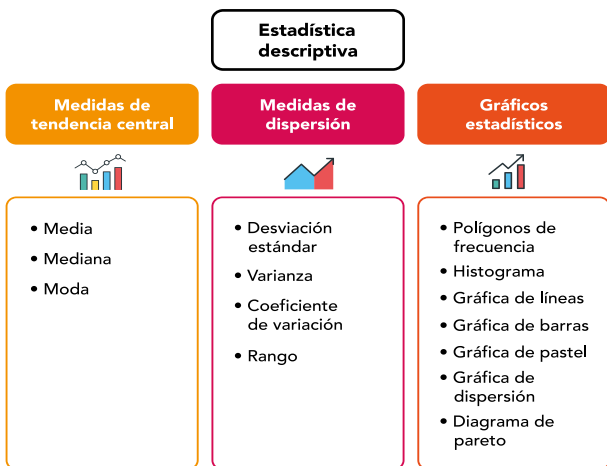 Estadística
descriptiva
Medidas de
tendencia central
Medidas de
dispersión
Gráficos
estadísticos
• Media
• Mediana
• Moda
• Desviación
estándar
• Varianza
• Coeficiente
de variación
• Rango
• Polígonos de
frecuencia
• Histograma
• Gráfica de líneas
• Gráfica de barras
• Gráfica de pastel
• Gráfica de
dispersión
• Diagrama de
pareto